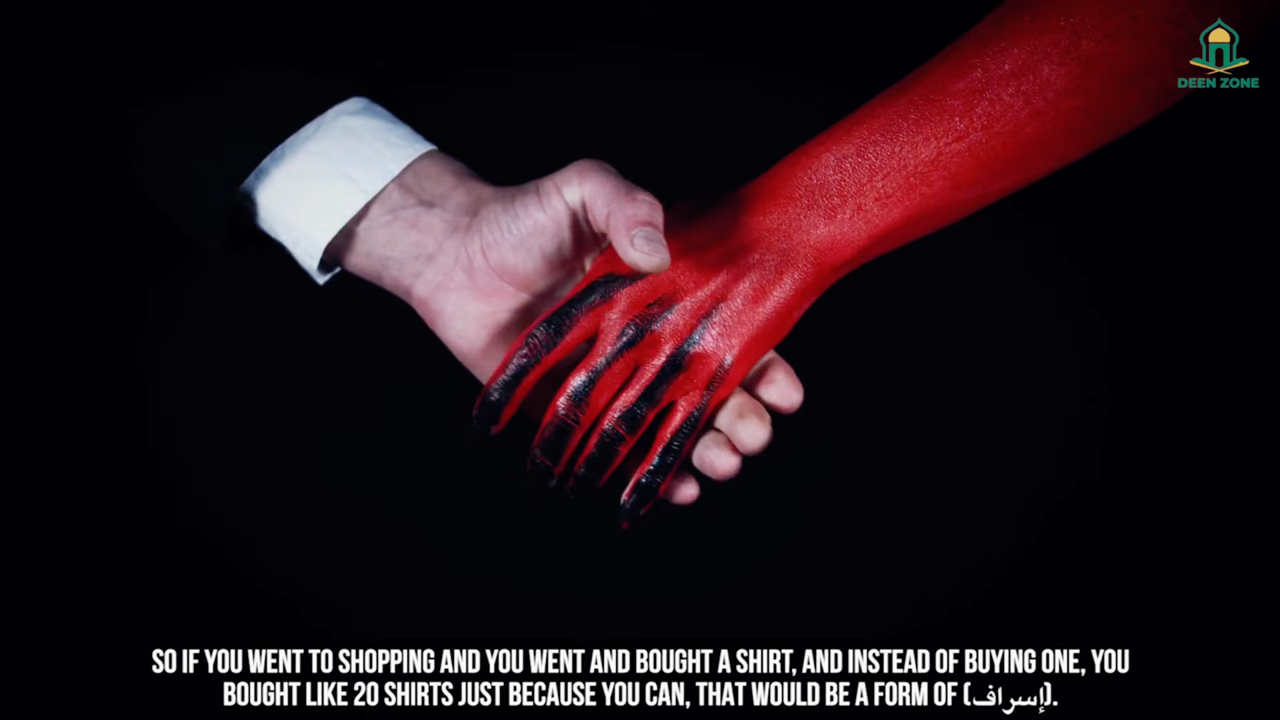 DEEN ZONE
SO IF YOU WENT TO SHOPPING AND YOU WENT AND BOUGHT A SHIRT, AND INSTEAD OF BUYING ONE, YOU
BOUGHT LIKE 20 SHIRTS JUST BECAUSE YOU CAN, THAT WOULD BE A FORM OF (إسراف).